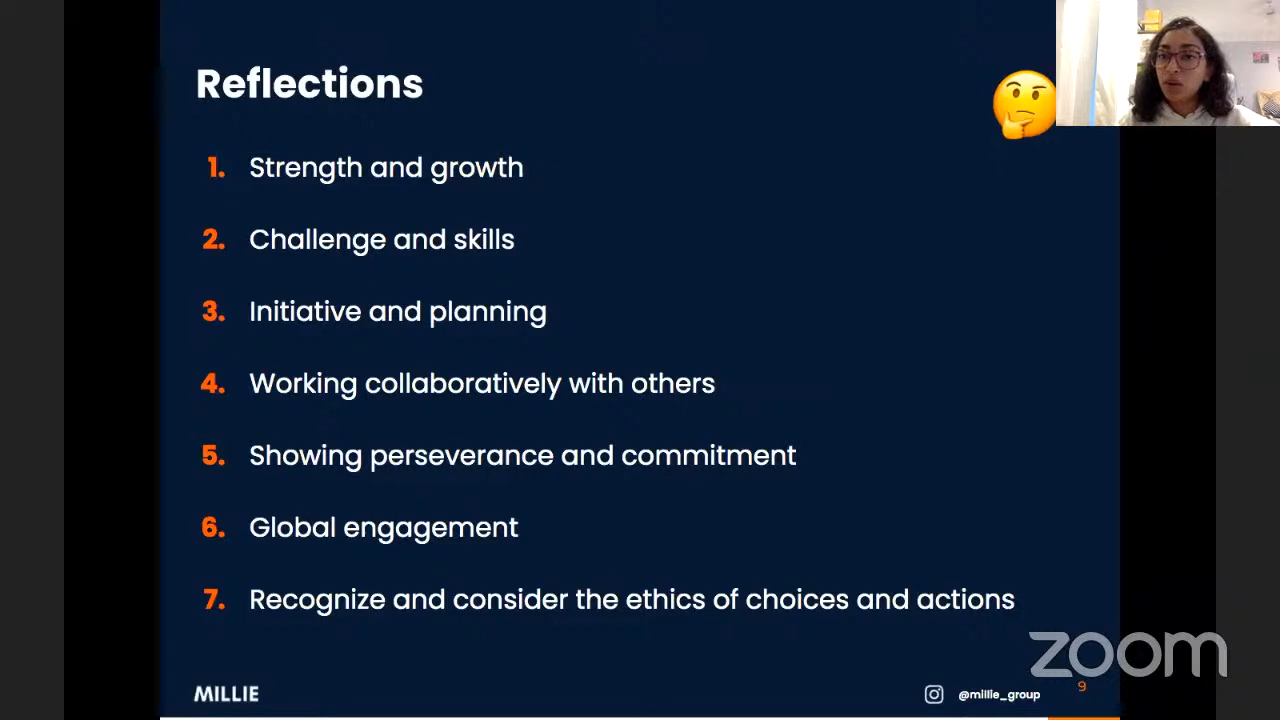 Reflections
1. Strength and growth
2. Challenge and skills
3. Initiative and planning
4. Working collaboratively with others
5. Showing perseverance and commitment
6. Global engagement
7. Recognize and consider the ethics of choices and actions
zoom
MILLIE
@millie_group
9